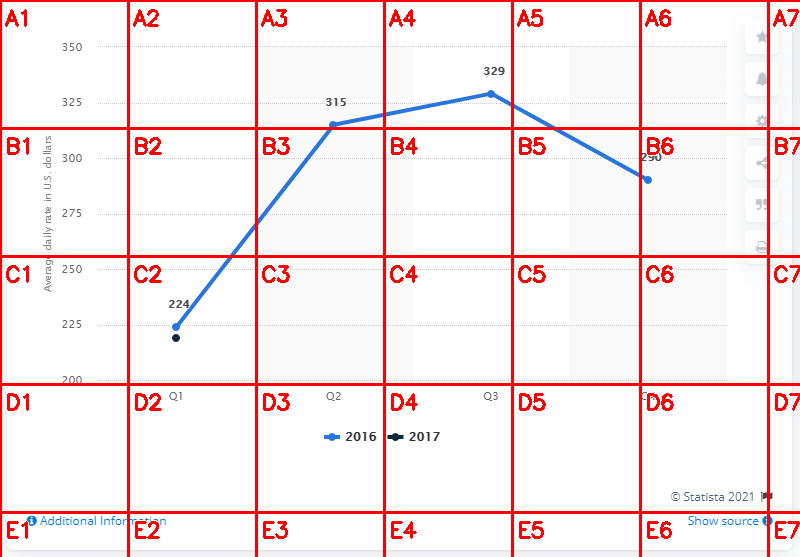 A1 A2 A3 A4 A5 A6 A7
350
329
325
315
B1 B2 B3 B4 B5 B6 B7
300
290
275
Average daily rate in U.S. dollars
C1 C2 C3 C4 C5 C6 C7
250
224
225
200
D1 D2 D3 D4 D5 D6 D7
Q1 Q2 Q3
2016 2017
© Statista 2021
Additional Information Show source
E1 E2 E3 E4 E5 E6 E7